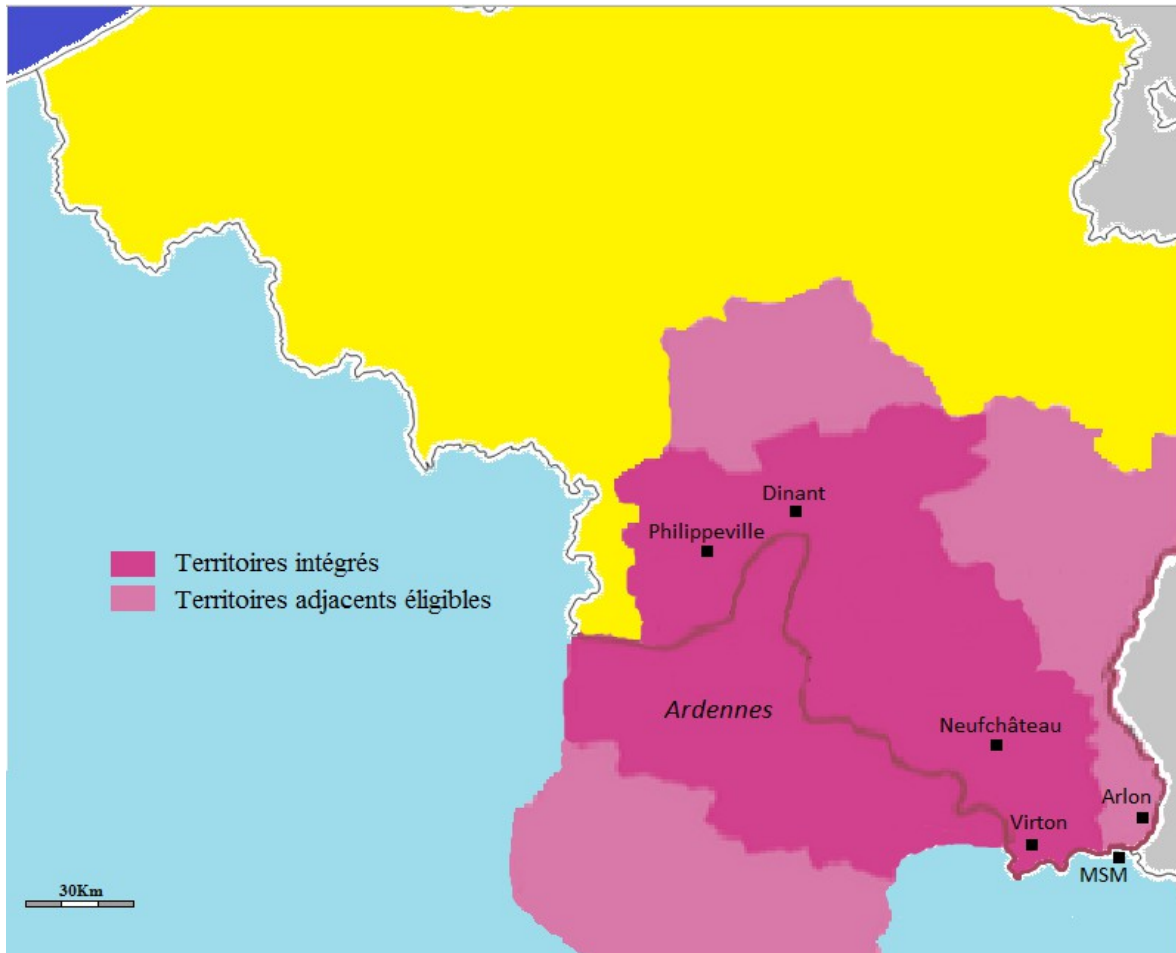 Dinant
Philippeville
Territoires intégrés
Territoires adjacents éligibles
Ardennes
Neufchâteau
Arlon
Virton
MSM
30Km